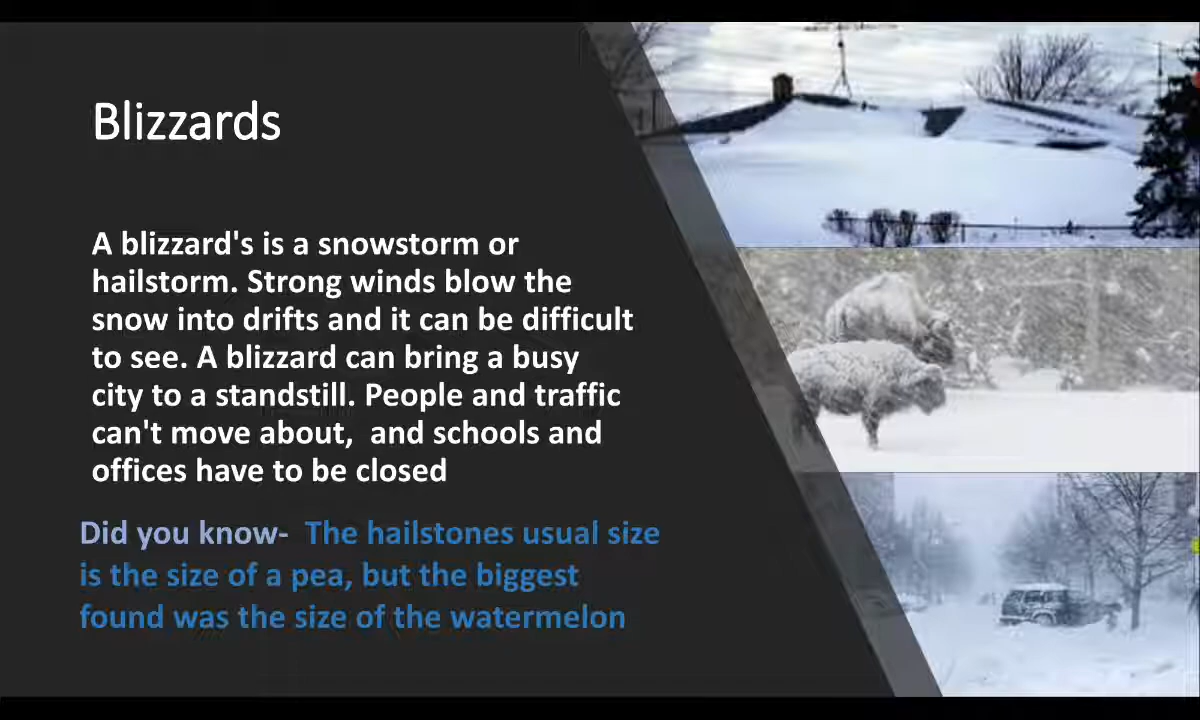 Blizzards
A blizzard's is a snowstorm or
hailstorm. Strong winds blow the
snow into drifts and it can be difficult
to see. A blizzard can bring a busy
city to a standstill. People and traffic
can't move about,  and schools and
offices have to be closed
Did you know-  The hailstones usual size
is the size of a pea, but the biggest
found was the size of the watermelon